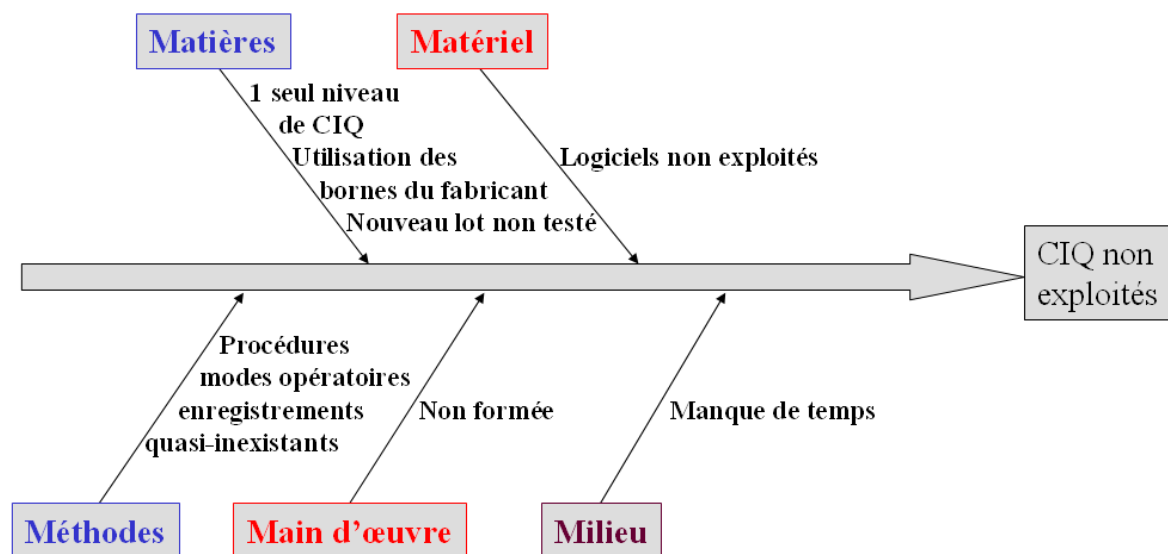 Matières
Matériel
1 seul niveau
de CIQ
Utilisation des
bornes du fabricant
Nouveau lot non testé
Logiciels non exploités
CIQ non
exploités
Procédures
modes opératoires
enregistrements
quasi-inexistants
Non formée
Manque de temps
Méthodes
Main d’œuvre
Milieu